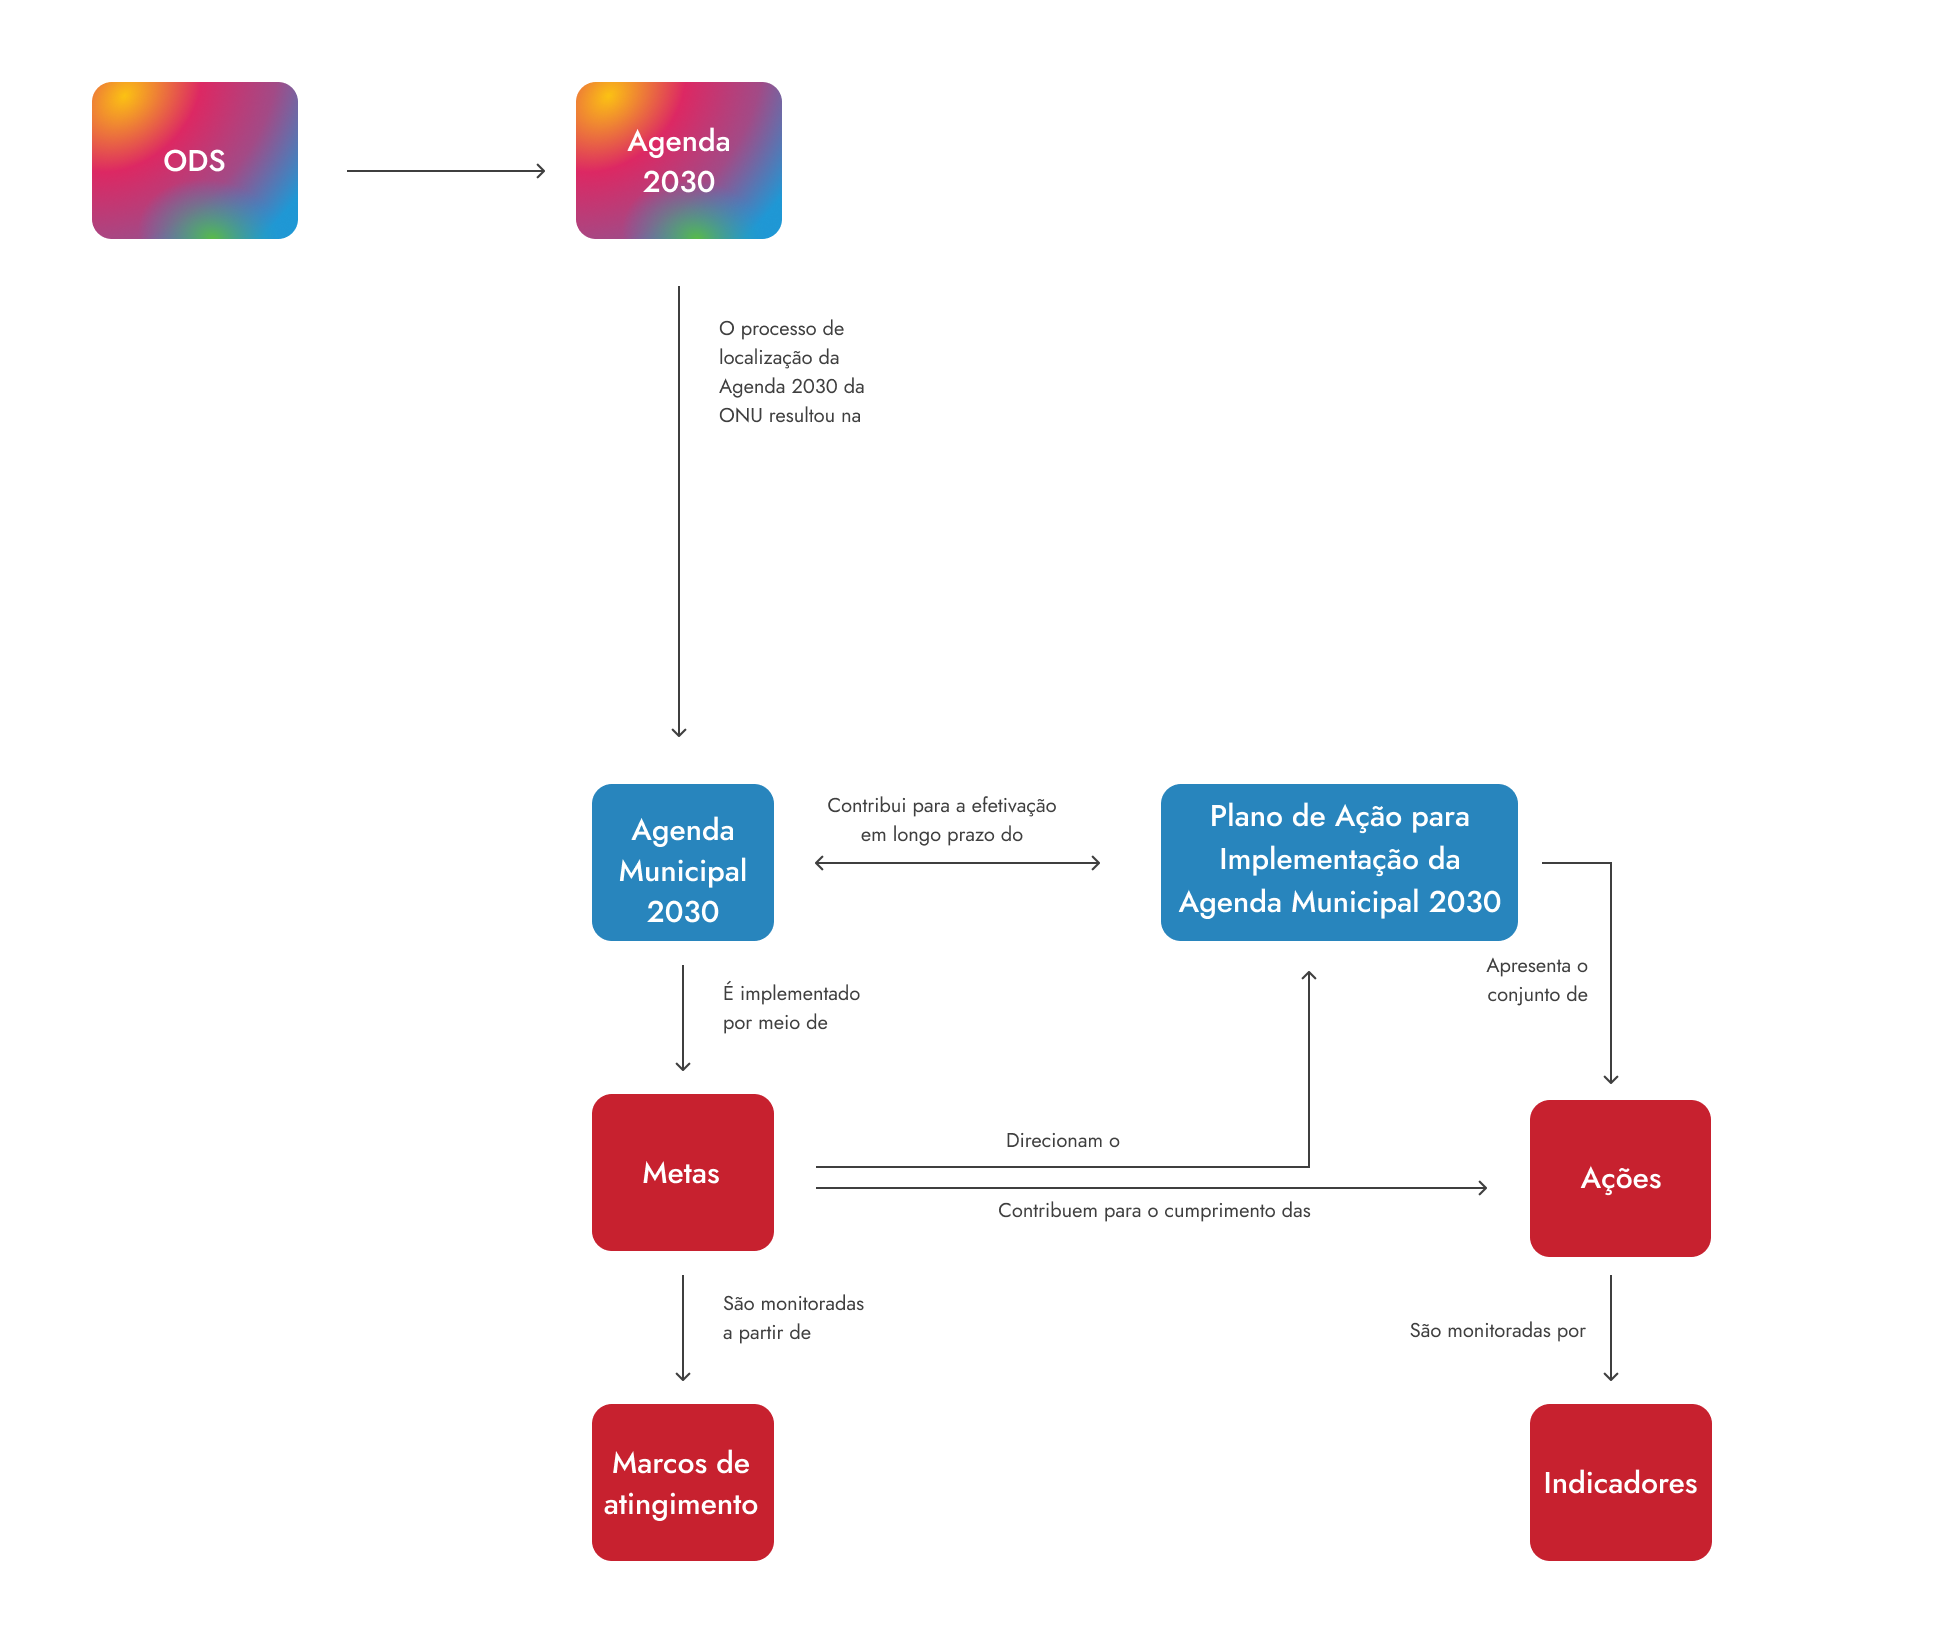 ODS
Agenda
2030
O processo de
localização da
Agenda 2030 da
ONU resultou na
Agenda
Municipal
2030
Contribui para a efetivação
em longo prazo do
Plano de Ação para
Implementação da
Agenda Municipal 2030
É implementado
por meio de
Apresenta o
conjunto de
Metas
Direcionam o
Contribuem para o cumprimento das
Ações
São monitoradas
a partir de
São monitoradas por
Marcos de
atingimento
Indicadores